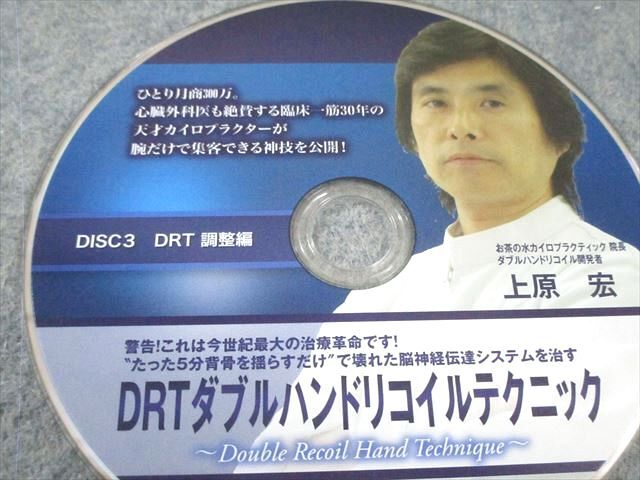 ひとり月商300万。
心臓外科医も絶賛する臨床一筋30年の
天才カイロプラクターが
腕だけで集客できる神技を公開!
DISC3 DRT 調整編
お茶の水カイロプラクティック 院長
ダブルハンドリコイル開発者
上原 宏
警告!これは今世紀最大の治療革命です!
"たった5分背骨を揺らすだけ"で壊れた脳神経伝達システムを治す
DRTダブルハンドリコイルテクニック
~Double Recoil Hand Technique~